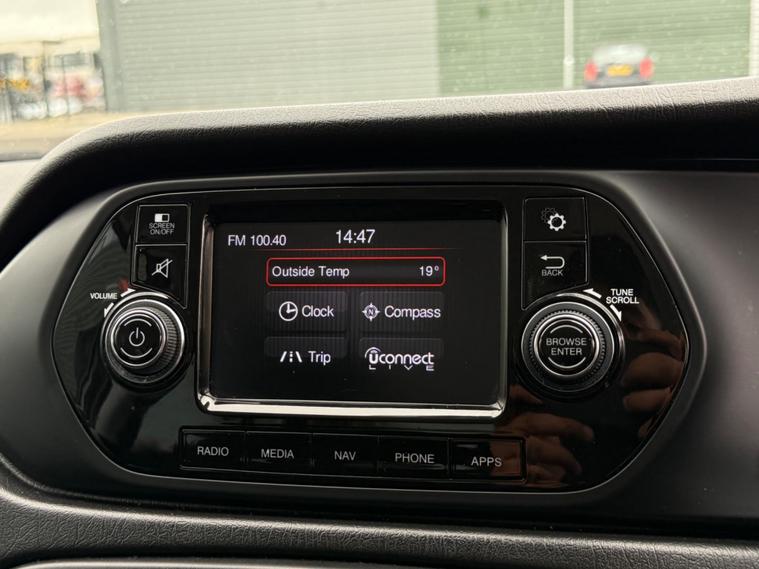 SCREEN
ON/OFF
VOLUME
FM 100.40
14:47
Outside Temp 19°
Clock
N
Compass
Trip
Uconnect
LIVE
BACK
TUNE
SCROLL
BROWSE
ENTER
RADIO
MEDIA
NAV
PHONE
APPS